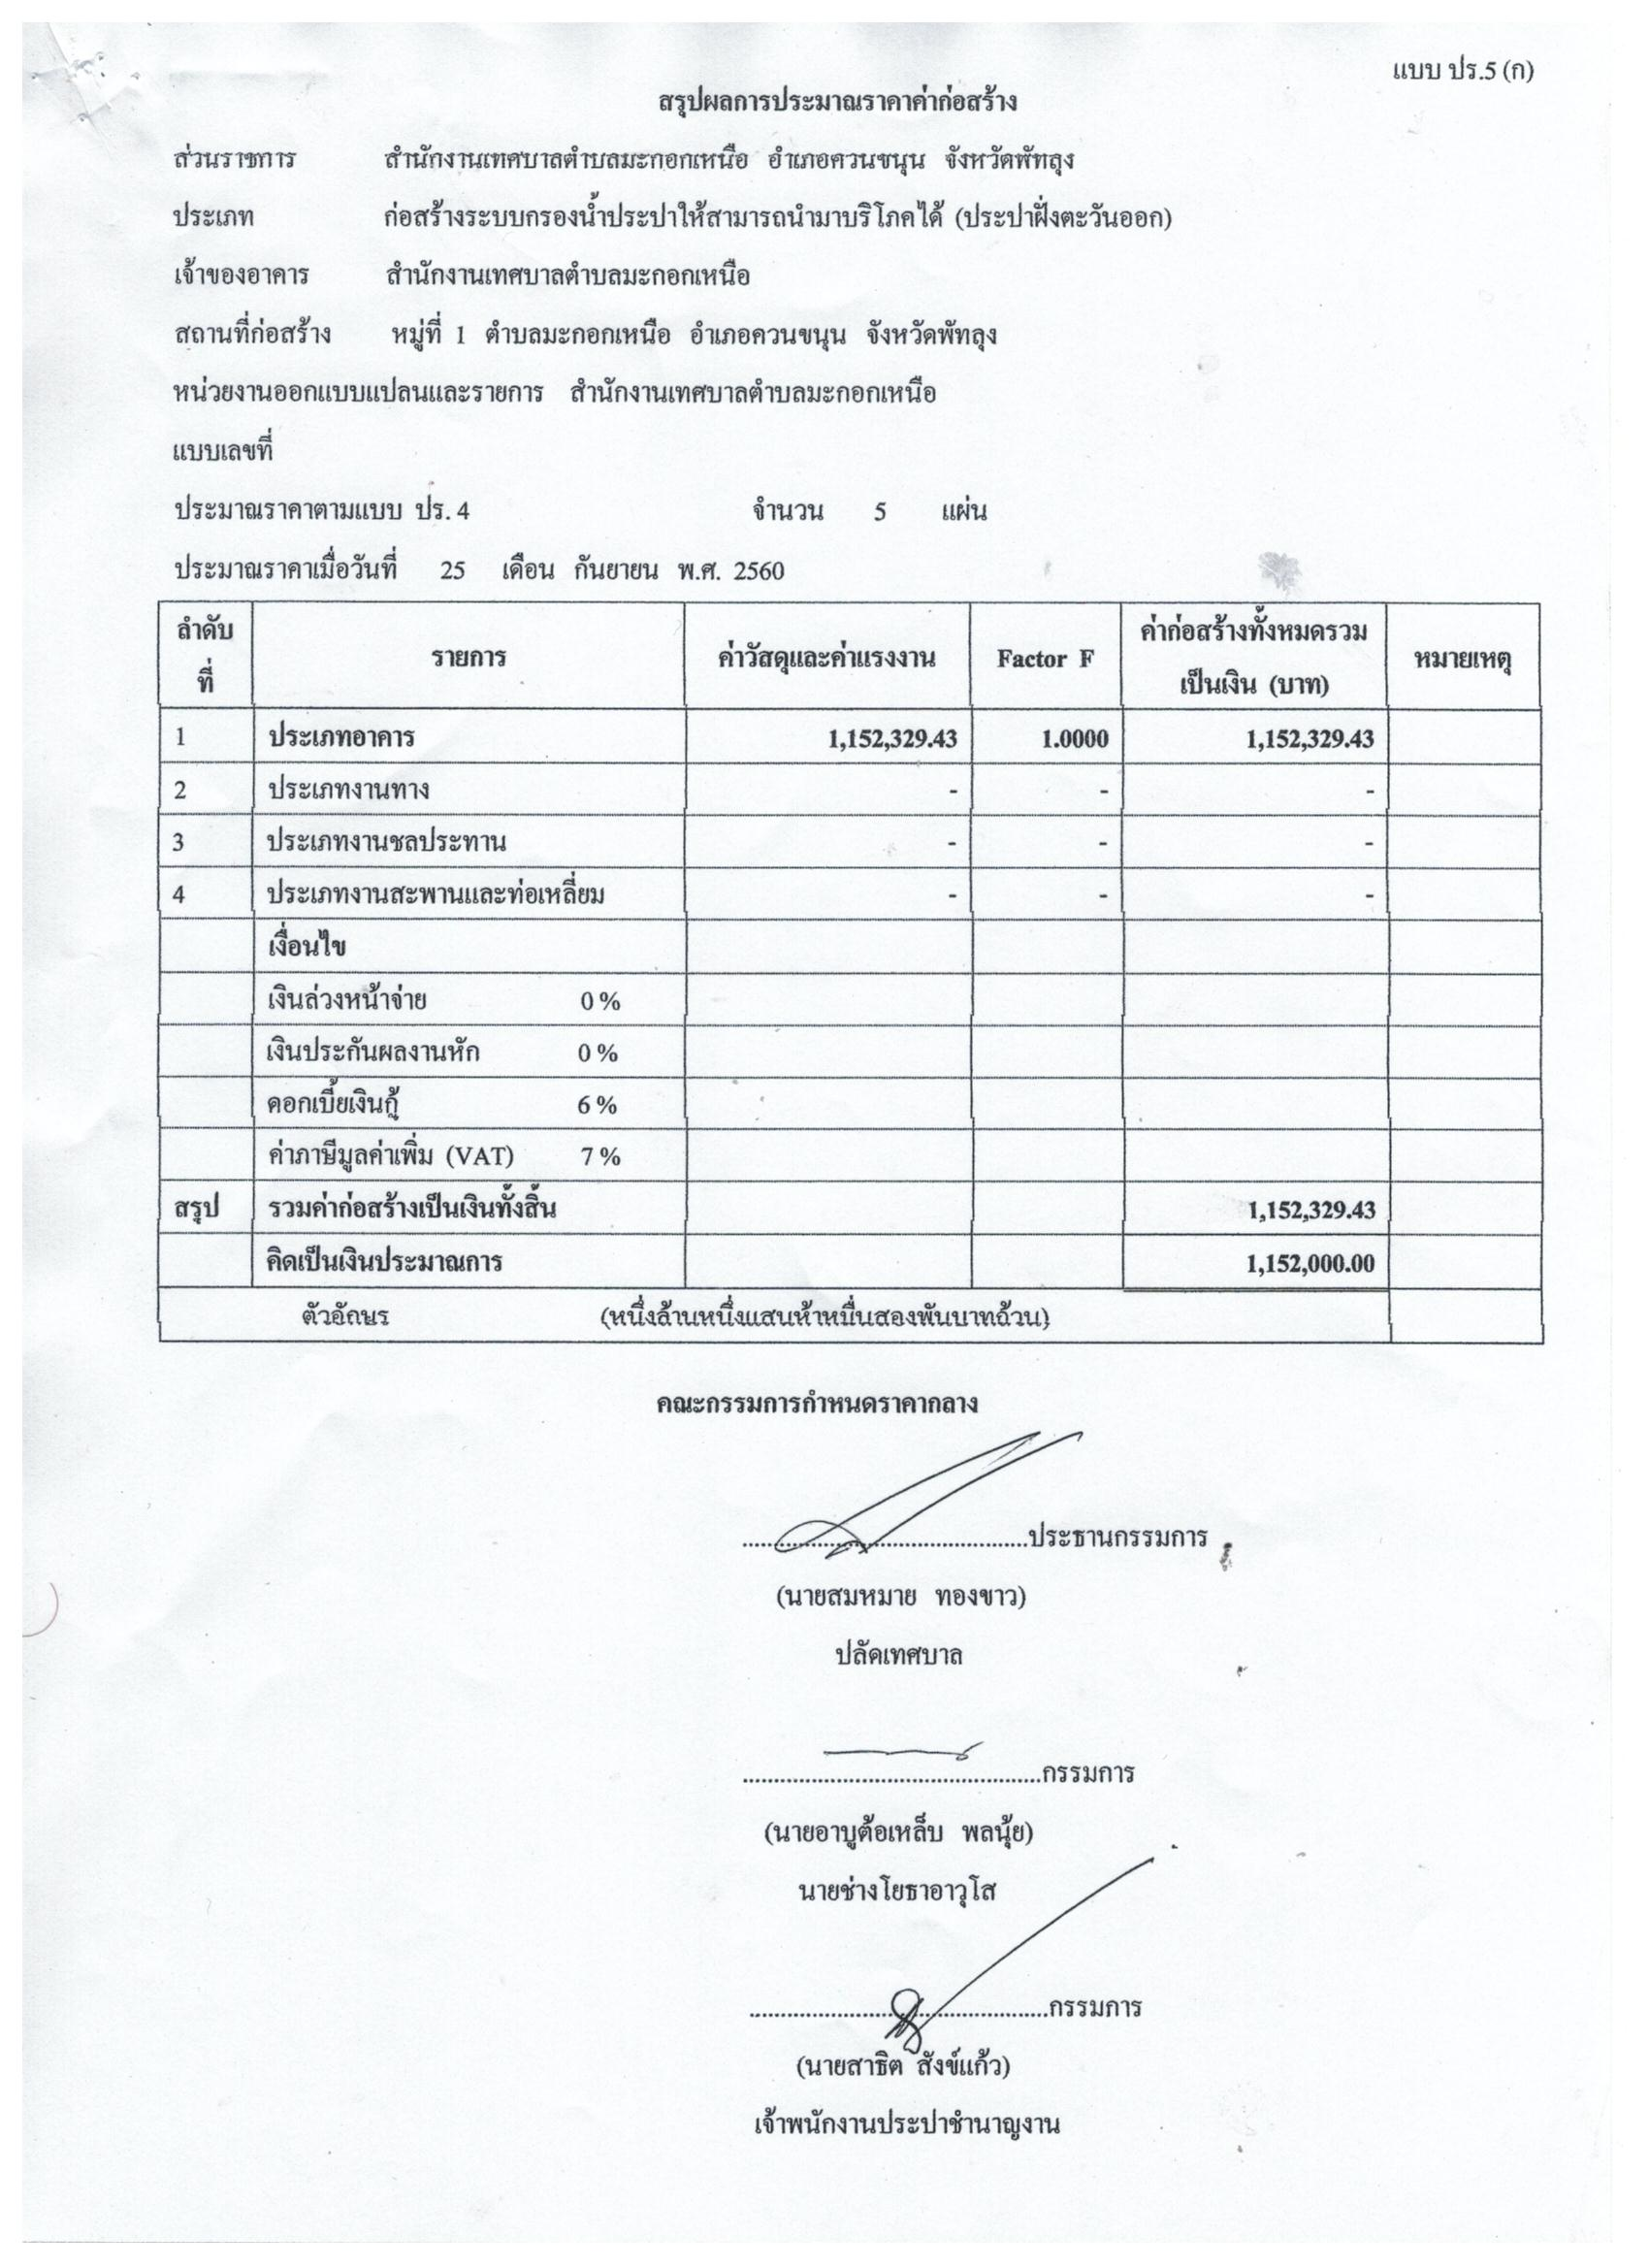 แบบ ปร.5 (ก)
สรุปผลการประมาณราคาค่าก่อสร้าง
ส่วนราชการ สำนักงานเทศบาลตำบลมะกอกเหนือ อำเภอควนขนุน จังหวัดพัทลุง
ประเภท ก่อสร้างระบบกรองน้ำประปาให้สามารถนำมาบริโภคได้ (ประปาฝั่งตะวันออก)
เจ้าของอาคาร สำนักงานเทศบาลตำบลมะกอกเหนือ
สถานที่ก่อสร้าง หมู่ที่ 1 ตำบลมะกอกเหนือ อำเภอควนขนุน จังหวัดพัทลุง
หน่วยงานออกแบบแปลนและรายการ สำนักงานเทศบาลตำบลมะกอกเหนือ
แบบเลขที่
ประมาณราคาตามแบบ ปร. 4 จำนวน 5 แผ่น
ประมาณราคาเมื่อวันที่ 25 เดือน กันยายน พ.ศ. 2560
ลำดับที่ รายการ ค่าวัสดุและค่าแรงงาน Factor F ค่าก่อสร้างทั้งหมดรวมเป็นเงิน (บาท) หมายเหตุ
1 ประเภทอาคาร 1,152,329.43 1.0000 1,152,329.43
2 ประเภทงานทาง - - -
3 ประเภทงานชลประทาน - - -
4 ประเภทงานสะพานและท่อเหลี่ยม - - -
เงื่อนไข
เงินล่วงหน้าจ่าย 0 %
เงินประกันผลงานหัก 0 %
ดอกเบี้ยเงินกู้ 6 %
ค่าภาษีมูลค่าเพิ่ม (VAT) 7 %
สรุป รวมค่าก่อสร้างเป็นเงินทั้งสิ้น 1,152,329.43
คิดเป็นเงินประมาณการ 1,152,000.00
ตัวอักษร (หนึ่งล้านหนึ่งแสนห้าหมื่นสองพันบาทถ้วน)
คณะกรรมการกำหนดราคากลาง
..............................................ประธานกรรมการ
(นายสมหมาย ทองขาว)
ปลัดเทศบาล
................................................กรรมการ
(นายอาบูต้อเหล็บ พลนุ้ย)
นายช่างโยธาอาวุโส
................................................กรรมการ
(นายสาธิต สังข์แก้ว)
เจ้าพนักงานประปาชำนาญงาน